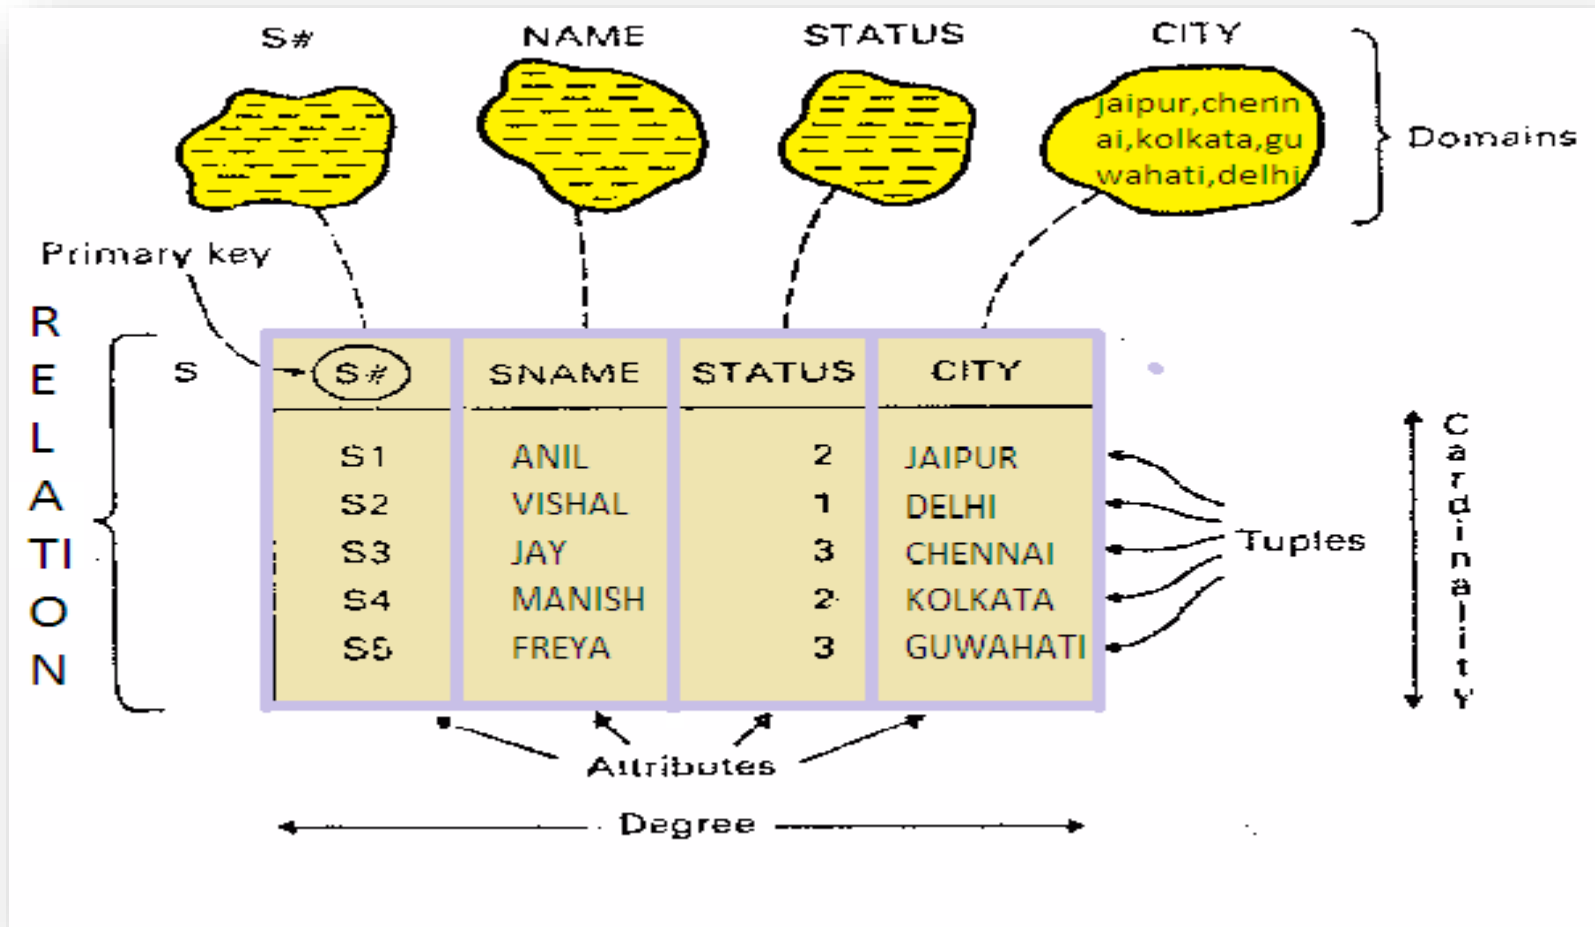 S# NAME STATUS CITY
jaipur,chenn
ai,kolkata,gu
wahati,delhi
Domains
Primary key
R
E
L
A
TI
O
N
S
S# SNAME STATUS CITY
S1 ANIL 2 JAIPUR
S2 VISHAL 1 DELHI
S3 JAY 3 CHENNAI
S4 MANISH 2 KOLKATA
S5 FREYA 3 GUWAHATI
Tuples
C
a
r
d
i
n
a
l
i
t
y
Attributes
Degree